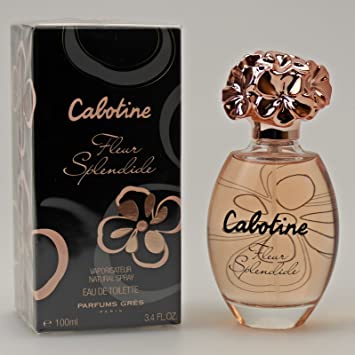 Cabotine
Fleur
Splendide
VAPORISATEUR
NATURAL SPRAY
EAU DE TOILETTE
PARFUMS GRÈS
PARIS
e 100ml 3.4 FL.OZ
Cabotine
Fleur
Splendide